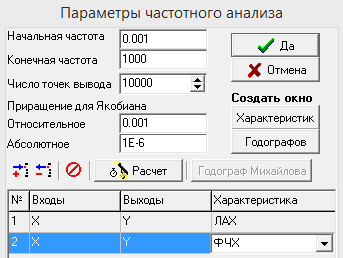 Параметры частотного анализа
Начальная частота 0.001
Да
Конечная частота 1000
Отмена
Число точек вывода 10000
Приращение для Якобиана
Создать окно
Относительное 0.001
Характеристик
Абсолютное 1E-6
Годографов
Расчет
Годограф Михайлова
№ Входы Выходы Характеристика
1 X Y ЛАХ
2 X Y ФЧХ